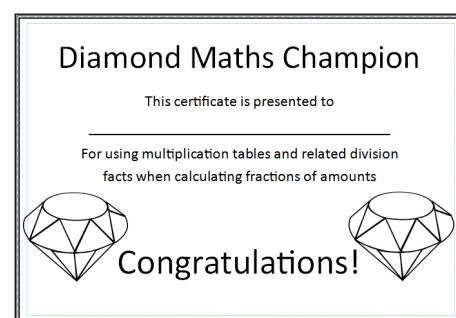 Diamond Maths Champion
This certificate is presented to
For using multiplication tables and related division
facts when calculating fractions of amounts
Congratulations!